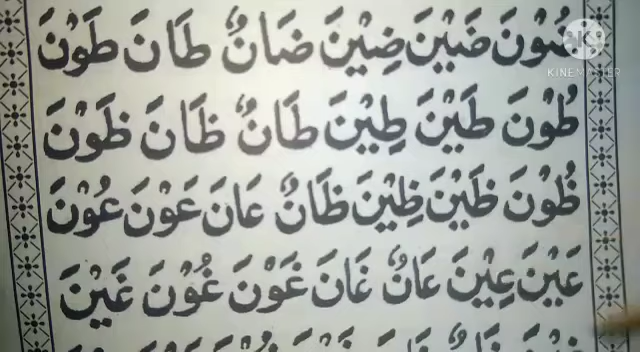 ضُوْنَ ضَيْنَ ضِيْنَ ضَانٌ طَانَ طَوْنَ
KINEMASTER
طُوْنَ طَيْنَ طِيْنَ طَانٌ ظَانَ ظَوْنَ
ظُوْنَ ظَيْنَ ظِيْنَ ظَانٌ عَانَ عَوْنَ عُوْنَ
عَيْنَ عِيْنَ عَانٌ غَانَ غَوْنَ غُوْنَ غَيْنَ